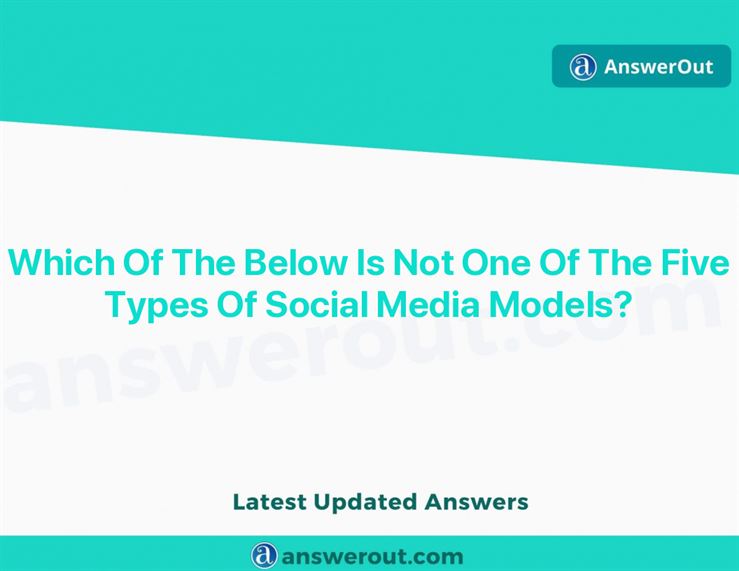 AnswerOut
Which Of The Below Is Not One Of The Five
Types Of Social Media Models?
answerout.com
Latest Updated Answers
answerout.com